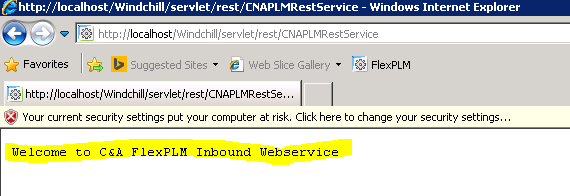 http://localhost/Windchill/servlet/rest/CNAPLMRestService - Windows Internet Explorer
http://localhost/Windchill/servlet/rest/CNAPLMRestService
Favorites Suggested Sites Web Slice Gallery FlexPLM
http://localhost/Windchill/servlet/rest/CNAPLMRestSe...
Your current security settings put your computer at risk. Click here to change your security settings...
Welcome to C&A FlexPLM Inbound Webservice